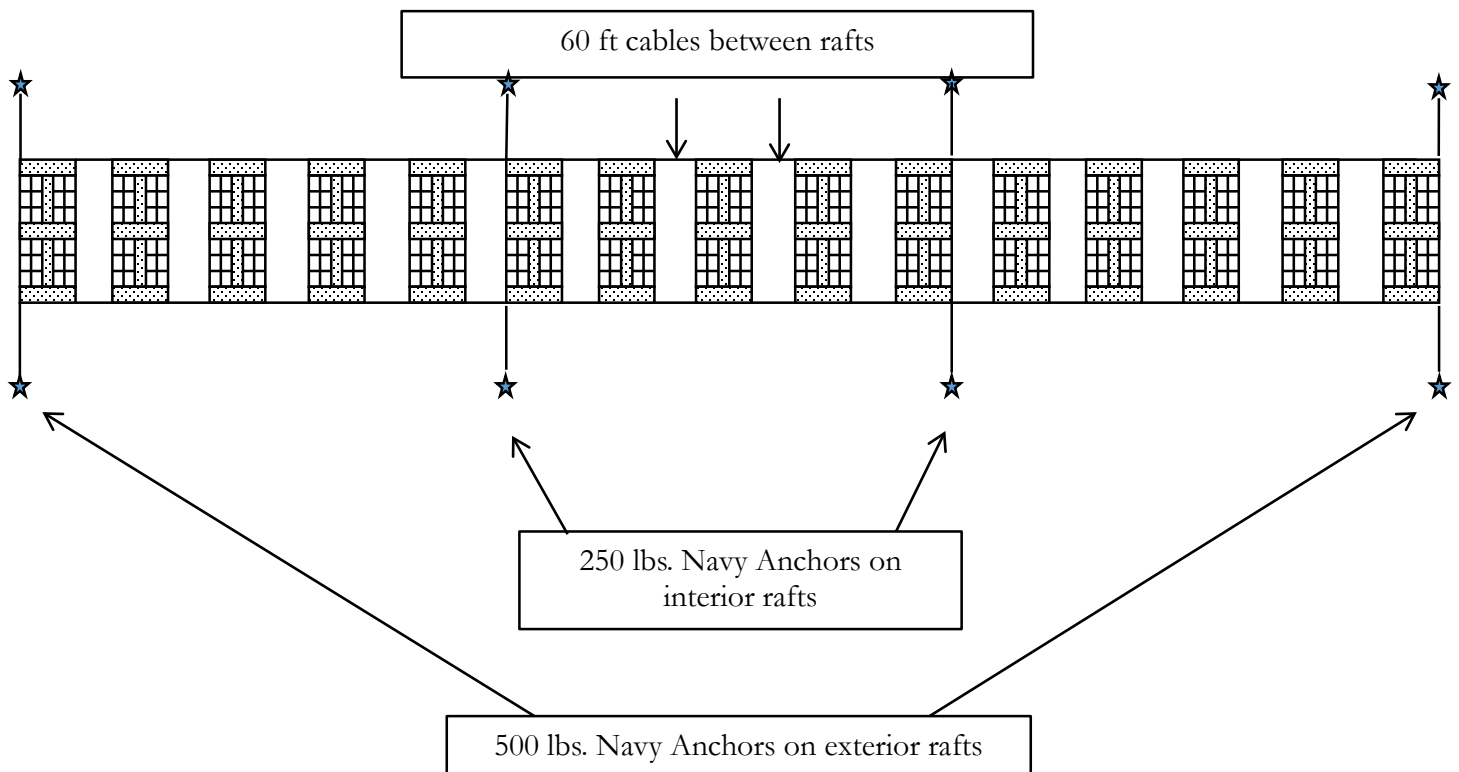 60 ft cables between rafts
250 lbs. Navy Anchors on
interior rafts
500 lbs. Navy Anchors on exterior rafts